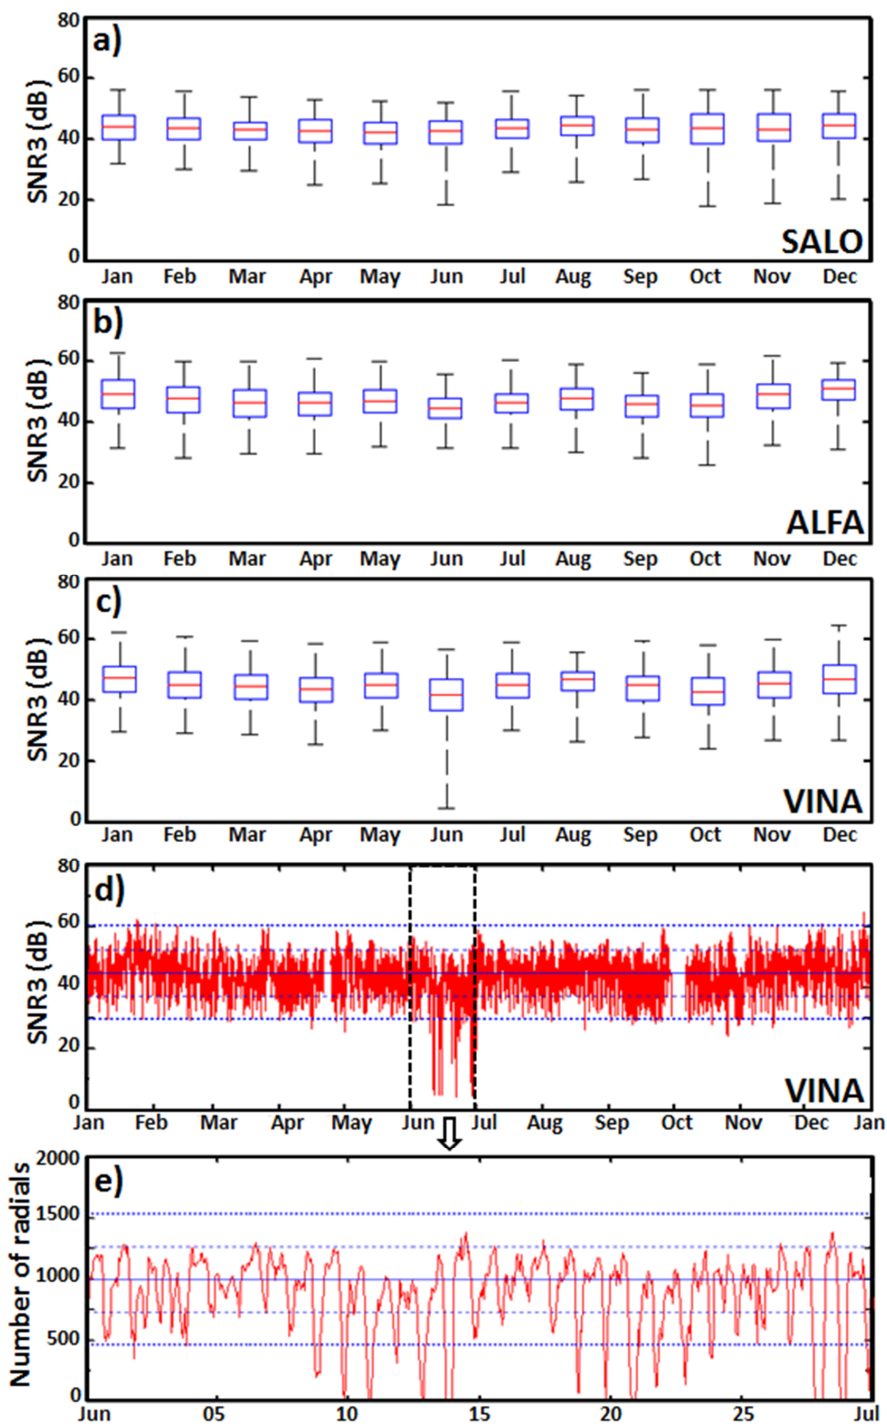 a)
SNR3 (dB)
80
60
40
20
0
SALO
Jan Feb Mar Apr May Jun Jul Aug Sep Oct Nov Dec
b)
SNR3 (dB)
80
60
40
20
0
ALFA
Jan Feb Mar Apr May Jun Jul Aug Sep Oct Nov Dec
c)
SNR3 (dB)
80
60
40
20
0
VINA
Jan Feb Mar Apr May Jun Jul Aug Sep Oct Nov Dec
d)
SNR3 (dB)
80
60
40
20
0
VINA
Jan Feb Mar Apr May Jun Jul Aug Sep Oct Nov Dec Jan
e)
Number of radials
2000
1500
1000
500
0
Jun 05 10 15 20 25 Jul